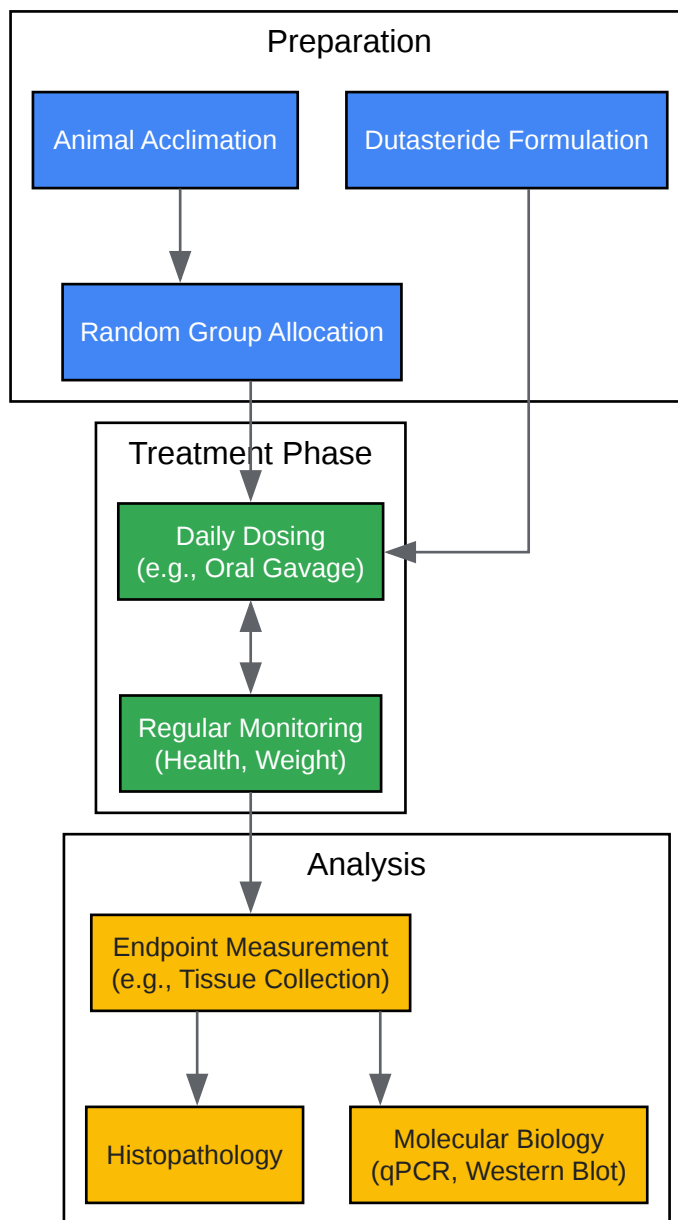 Preparation
Animal Acclimation
Dutasteride Formulation
Random Group Allocation
Treatment Phase
Daily Dosing
(e.g., Oral Gavage)
Regular Monitoring
(Health, Weight)
Analysis
Endpoint Measurement
(e.g., Tissue Collection)
Histopathology
Molecular Biology
(qPCR, Western Blot)